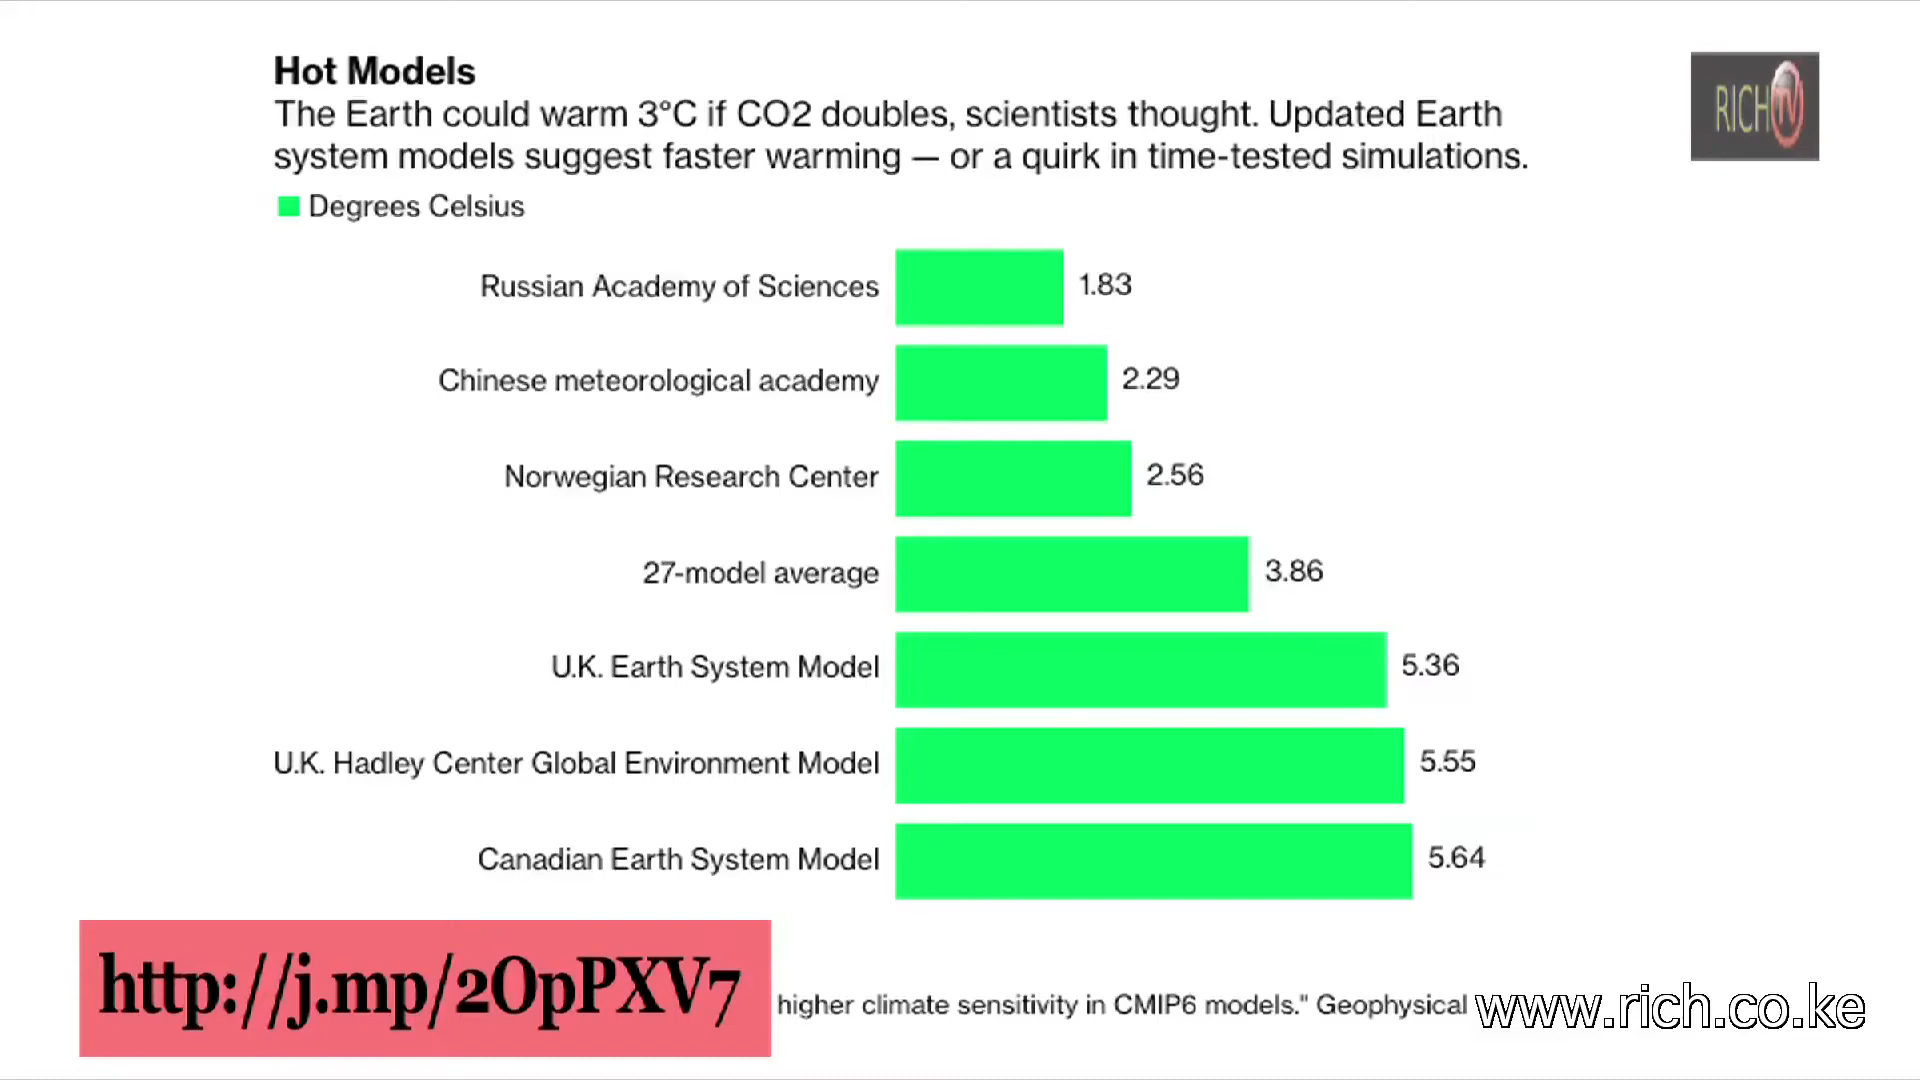 Hot Models
The Earth could warm 3°C if CO2 doubles, scientists thought. Updated Earth
system models suggest faster warming — or a quirk in time-tested simulations.
Degrees Celsius
Russian Academy of Sciences 1.83
Chinese meteorological academy 2.29
Norwegian Research Center 2.56
27-model average 3.86
U.K. Earth System Model 5.36
U.K. Hadley Center Global Environment Model 5.55
Canadian Earth System Model 5.64
http://j.mp/2OpPXV7
higher climate sensitivity in CMIP6 models." Geophysical
www.rich.co.ke
RICH TV